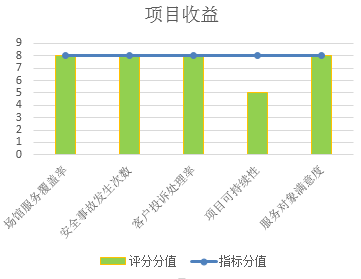 项目收益
9
8
7
6
5
4
3
2
1
0
场馆服务覆盖率
安全事故发生次数
客户投诉处理率
项目可持续性
服务对象满意度
评分分值 指标分值